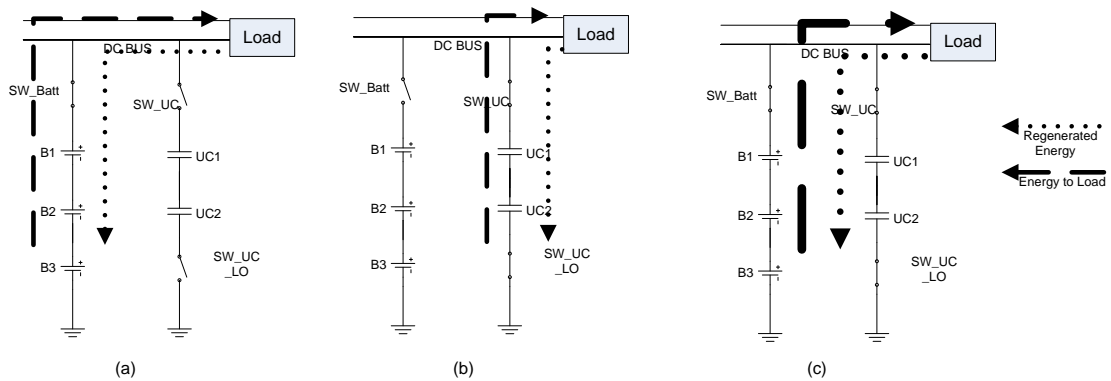 Load
DC BUS
SW_Batt
SW_UC
B1
UC1
B2
UC2
B3
SW_UC
_LO
(a)
Load
DC BUS
SW_Batt
SW_UC
B1
UC1
B2
UC2
B3
SW_UC
_LO
(b)
Load
DC BUS
SW_Batt
SW_UC
B1
UC1
B2
UC2
B3
SW_UC
_LO
(c)
Regenerated
Energy
Energy to Load